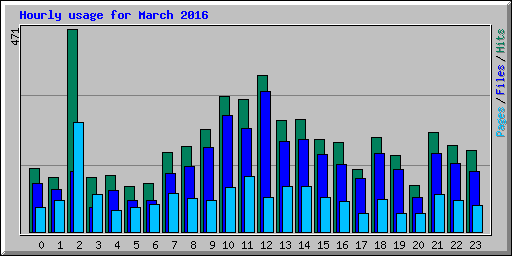 Hourly usage for March 2016
471
Pages / Files / Hits
0 1 2 3 4 5 6 7 8 9 10 11 12 13 14 15 16 17 18 19 20 21 22 23